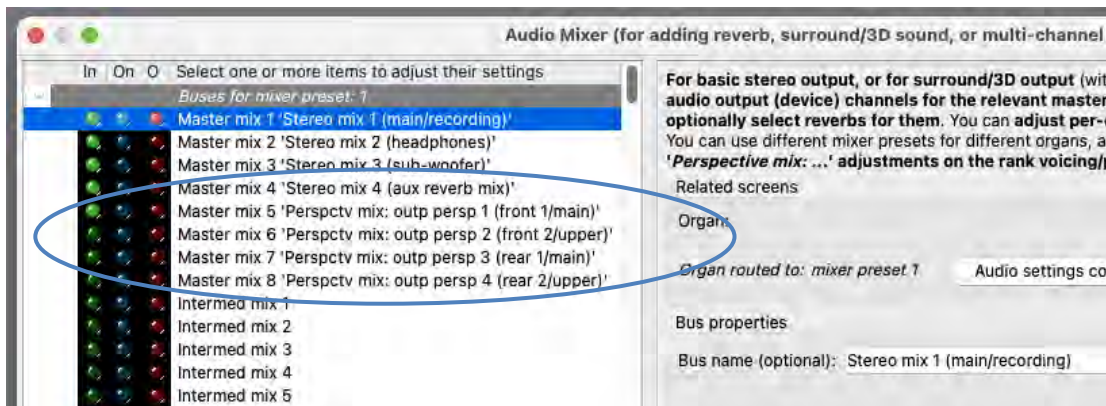 Audio Mixer (for adding reverb, surround/3D sound, or multi-channel
In On O Select one or more items to adjust their settings
Buses for mixer preset: 1
Master mix 1 'Stereo mix 1 (main/recording)'
Master mix 2 'Stereo mix 2 (headphones)'
Master mix 3 'Stereo mix 3 (sub-woofer)'
Master mix 4 'Stereo mix 4 (aux reverb mix)'
Master mix 5 'Perspctv mix: outp persp 1 (front 1/main)'
Master mix 6 'Perspctv mix: outp persp 2 (front 2/upper)'
Master mix 7 'Perspctv mix: outp persp 3 (rear 1/main)'
Master mix 8 'Perspctv mix: outp persp 4 (rear 2/upper)'
Intermed mix 1
Intermed mix 2
Intermed mix 3
Intermed mix 4
Intermed mix 5
For basic stereo output, or for surround/3D output (wit
audio output (device) channels for the relevant master
optionally select reverbs for them. You can adjust per-
You can use different mixer presets for different organs, a
'Perspective mix: ...' adjustments on the rank voicing/p
Related screens
Organ:
Organ routed to: mixer preset 1
Audio settings co
Bus properties
Bus name (optional): Stereo mix 1 (main/recording)